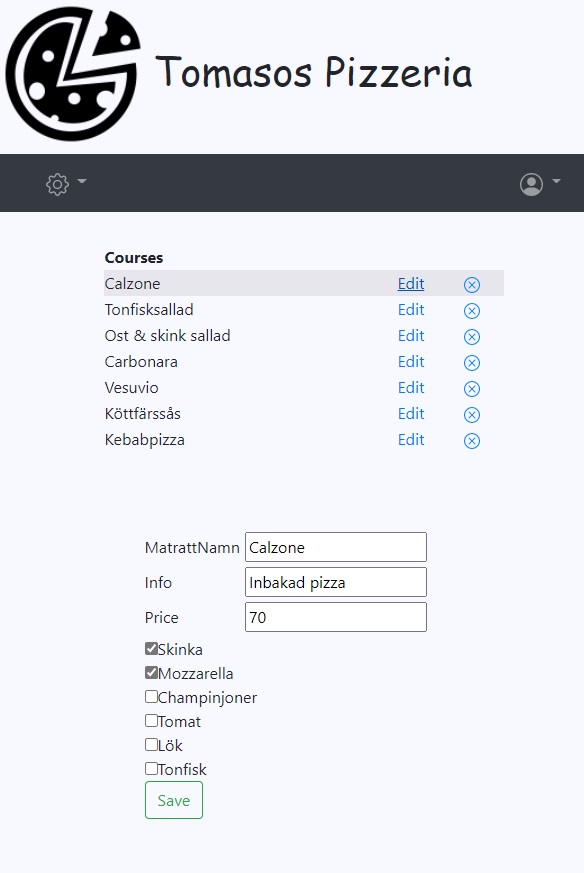 Tomasos Pizzeria
Courses
Calzone Edit
Tonfisksallad Edit
Ost & skink sallad Edit
Carbonara Edit
Vesuvio Edit
Köttfärssås Edit
Kebabpizza Edit
MatrattNamn Calzone
Info Inbakad pizza
Price 70
Skinka
Mozzarella
Champinjoner
Tomat
Lök
Tonfisk
Save